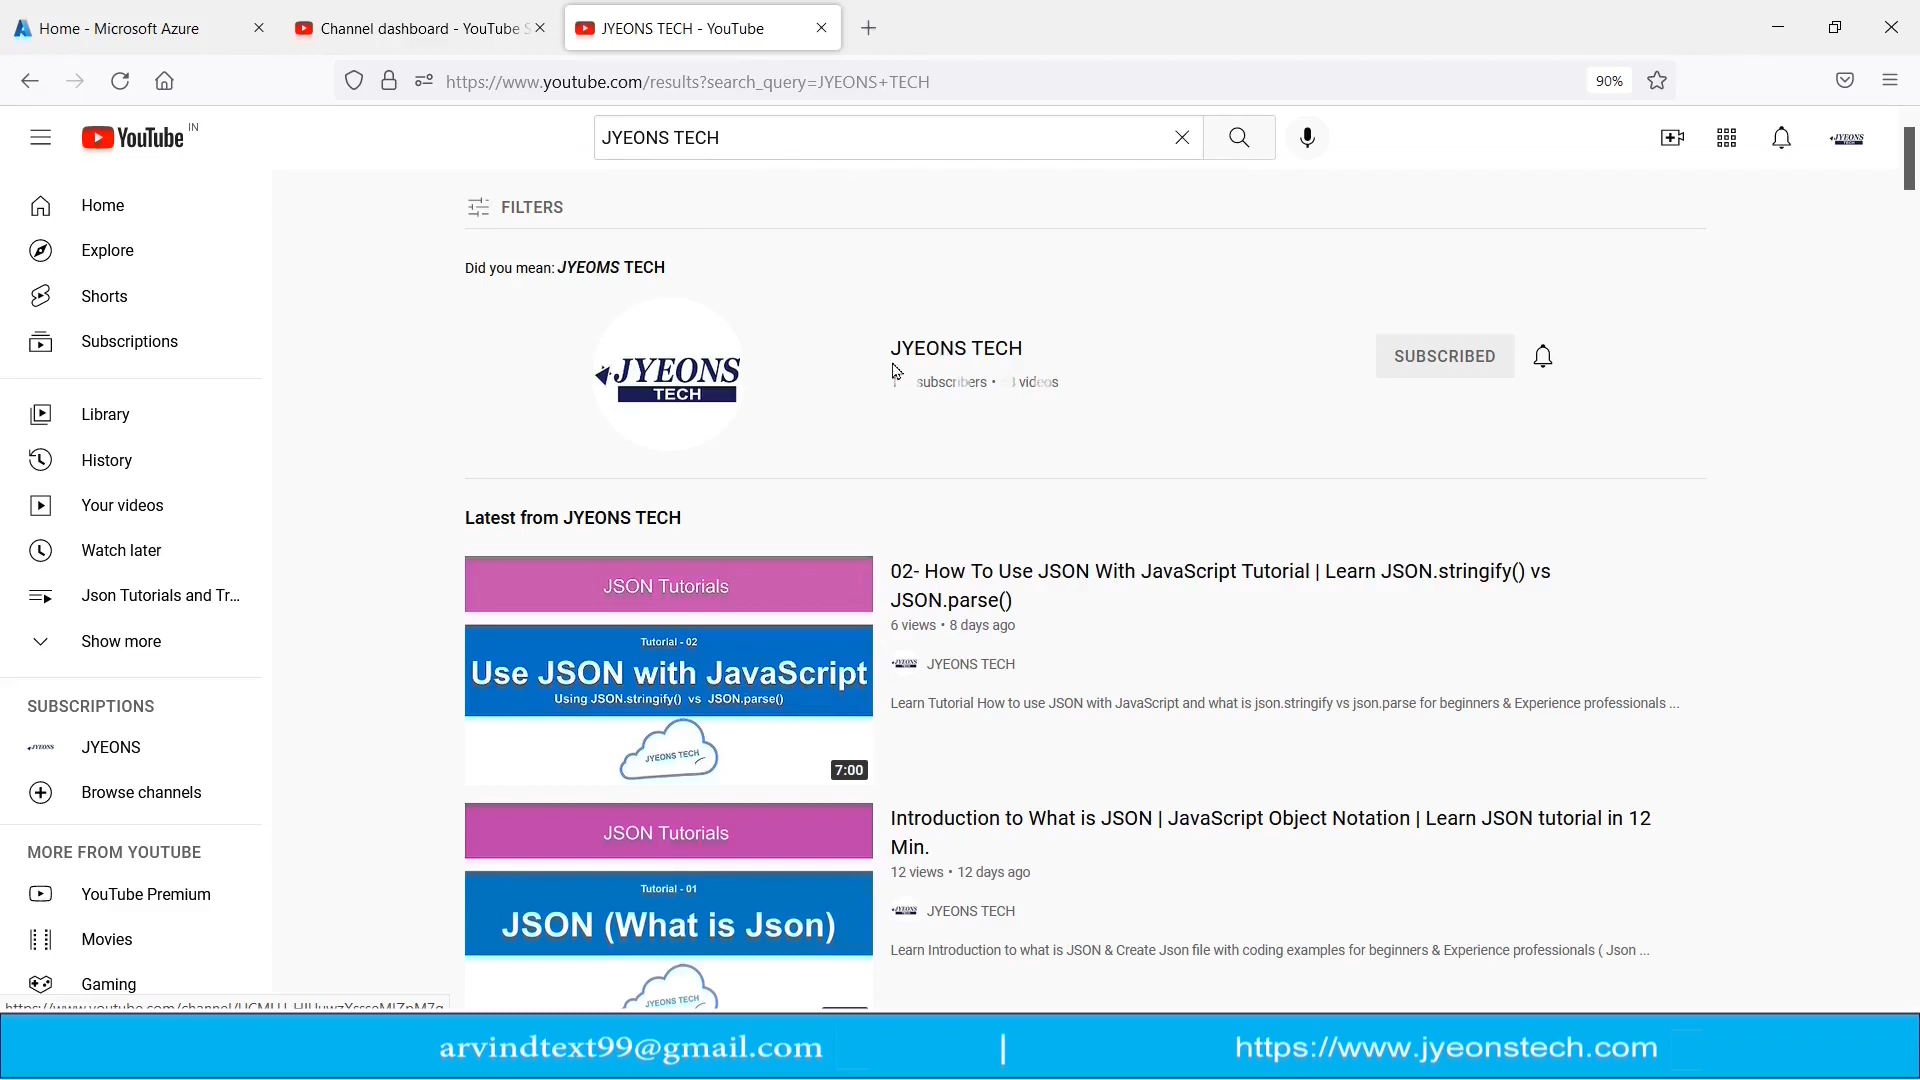 Home - Microsoft Azure
Channel dashboard - YouTube S
JYEONS TECH - YouTube
https://www.youtube.com/results?search_query=JYEONS+TECH
90%
YouTube IN
JYEONS TECH
JYEONS TECH
Home
Explore
Shorts
Subscriptions
Library
History
Your videos
Watch later
Json Tutorials and Tr...
Show more
SUBSCRIPTIONS
JYEONS
JYEONS
Browse channels
MORE FROM YOUTUBE
YouTube Premium
Movies
Gaming
FILTERS
Did you mean: JYEOMS TECH
JYEONS
TECH
JYEONS TECH
subscribers • videos
SUBSCRIBED
Latest from JYEONS TECH
JSON Tutorials
Tutorial - 02
Use JSON with JavaScript
Using JSON.stringify() vs JSON.parse()
JYEONS TECH
7:00
02- How To Use JSON With JavaScript Tutorial | Learn JSON.stringify() vs
JSON.parse()
6 views • 8 days ago
JYEONS
JYEONS TECH
Learn Tutorial How to use JSON with JavaScript and what is json.stringify vs json.parse for beginners & Experience professionals ...
JSON Tutorials
Tutorial - 01
JSON (What is Json)
JYEONS TECH
Introduction to What is JSON | JavaScript Object Notation | Learn JSON tutorial in 12
Min.
12 views • 12 days ago
JYEONS
JYEONS TECH
Learn Introduction to what is JSON & Create Json file with coding examples for beginners & Experience professionals ( Json ...
arvindtext99@gmail.com | https://www.jyeonstech.com